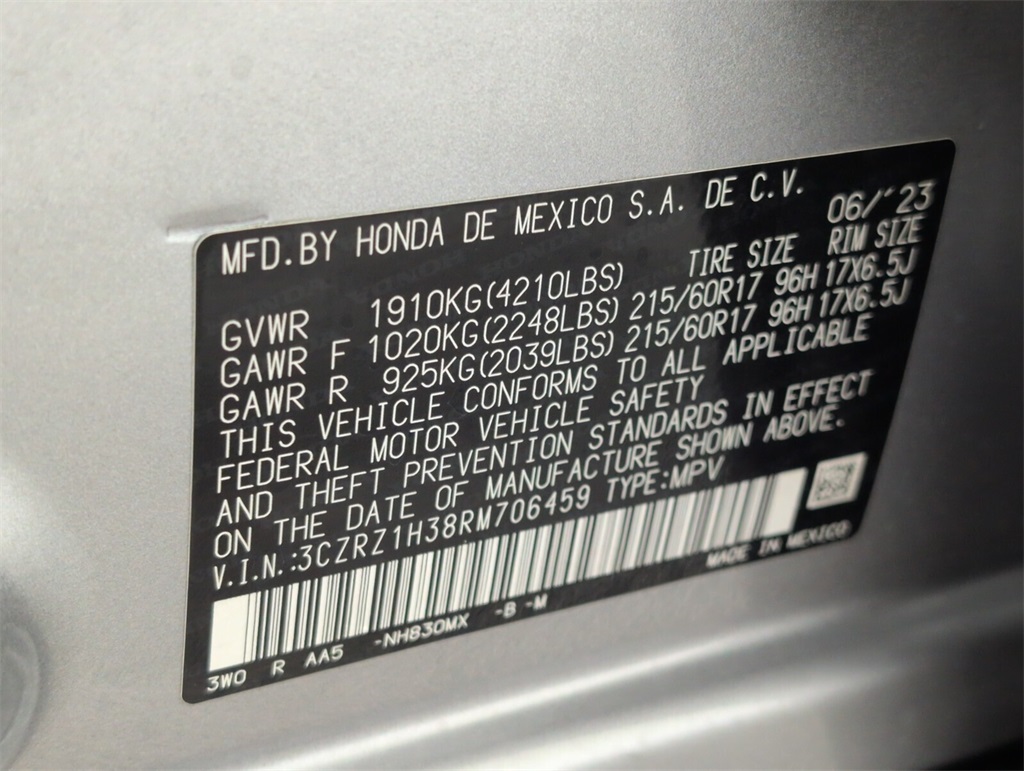 MFD.BY HONDA DE MEXICO S.A. DE C.V. 06/'23
TIRE SIZE RIM SIZE
GVWR 1910KG(4210LBS)
GAWR F 1020KG(2248LBS) 215/60R17 96H 17X6.5J
GAWR R 925KG(2039LBS) 215/60R17 96H 17X6.5J
THIS VEHICLE CONFORMS TO ALL APPLICABLE
FEDERAL MOTOR VEHICLE SAFETY
AND THEFT PREVENTION STANDARDS IN EFFECT
ON THE DATE OF MANUFACTURE SHOWN ABOVE.
V.I.N.:3CZRZ1H38RM706459 TYPE:MPV
MADE IN MEXICO
3W0 R AA5 -NH830MX -B -M